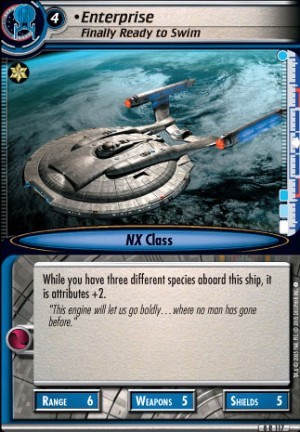 4
•Enterprise
Finally Ready to Swim
NX Class
While you have three different species aboard this ship, it
is attributes +2.
"This engine will let us go boldly...where no man has gone
before."
Range 6
Weapons 5
Shields 5